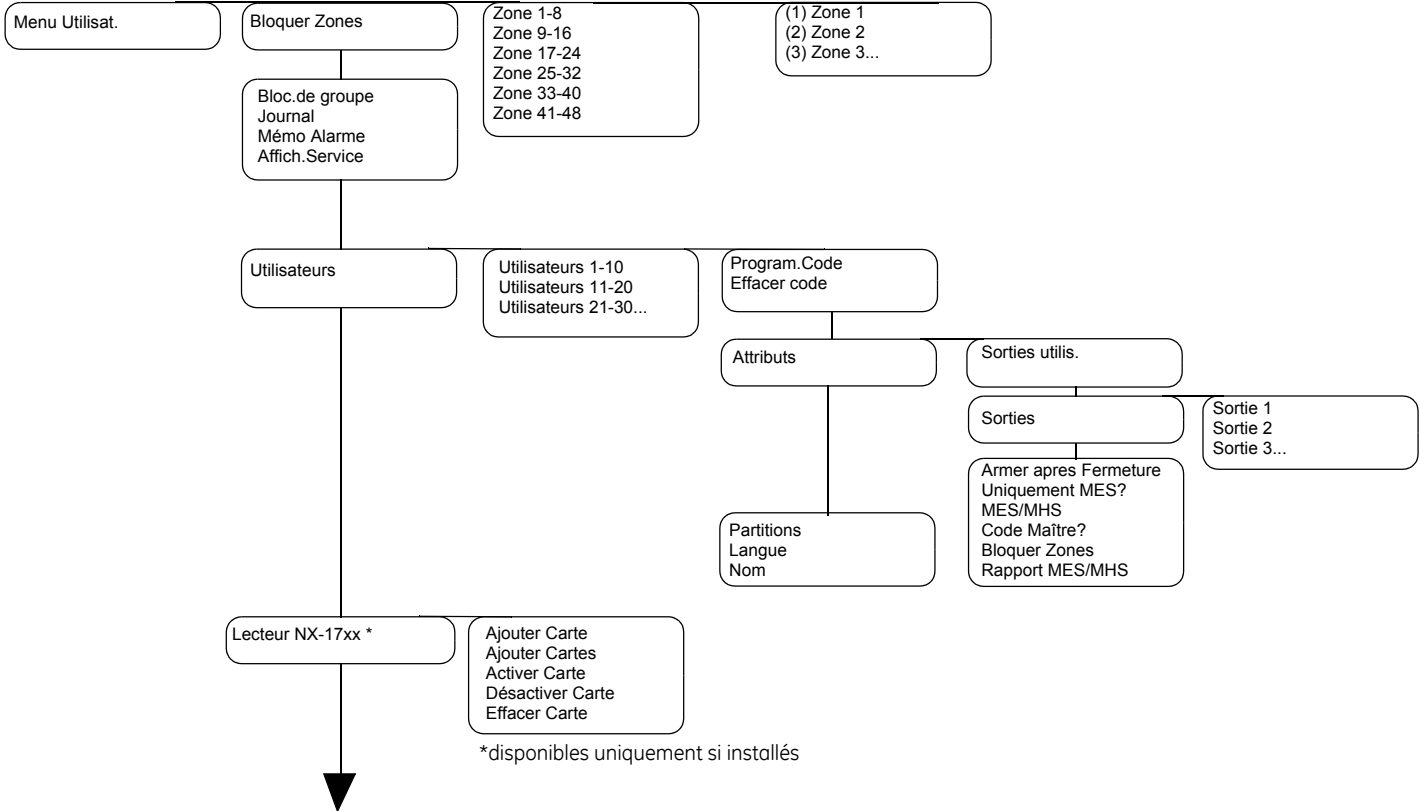 Menu Utilisat.
Bloquer Zones
Zone 1-8
Zone 9-16
Zone 17-24
Zone 25-32
Zone 33-40
Zone 41-48
(1) Zone 1
(2) Zone 2
(3) Zone 3...
Bloc.de groupe
Journal
Mémo Alarme
Affich.Service
Utilisateurs
Utilisateurs 1-10
Utilisateurs 11-20
Utilisateurs 21-30...
Program.Code
Effacer code
Attributs
Sorties utilis.
Sorties
Sortie 1
Sortie 2
Sortie 3...
Armer apres Fermeture
Uniquement MES?
MES/MHS
Code Maître?
Bloquer Zones
Rapport MES/MHS
Partitions
Langue
Nom
Lecteur NX-17xx *
Ajouter Carte
Ajouter Cartes
Activer Carte
Désactiver Carte
Effacer Carte
*disponibles uniquement si installés